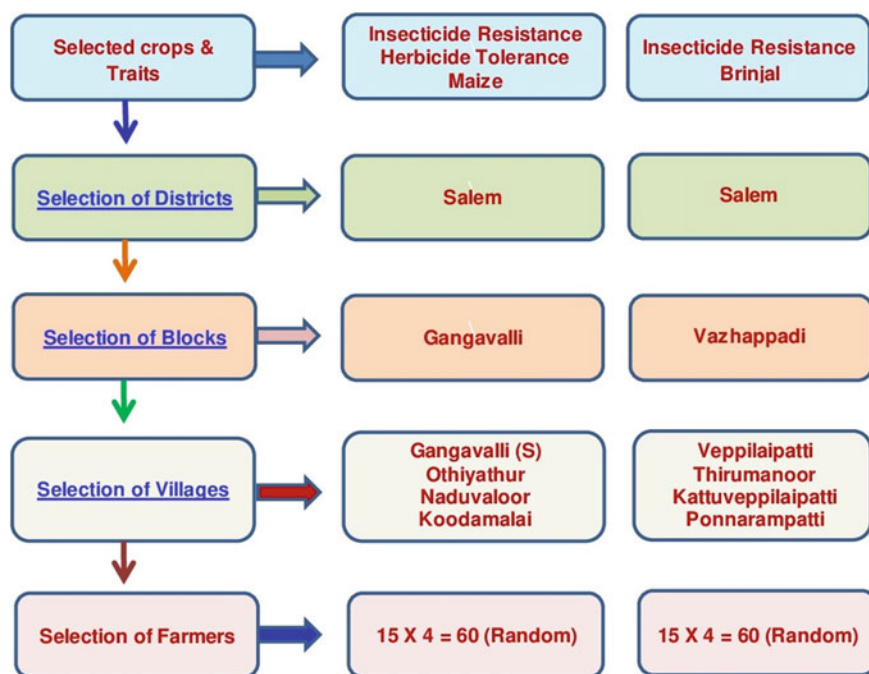 Selected crops &
Traits
Insecticide Resistance
Herbicide Tolerance
Maize
Insecticide Resistance
Brinjal
Selection of Districts
Salem
Salem
Selection of Blocks
Gangavalli
Vazhappadi
Selection of Villages
Gangavalli (S)
Othiyathur
Naduvaloor
Koodamalai
Veppilaipatti
Thirumanoor
Kattuveppilaipatti
Ponnarampatti
Selection of Farmers
15 X 4 = 60 (Random)
15 X 4 = 60 (Random)